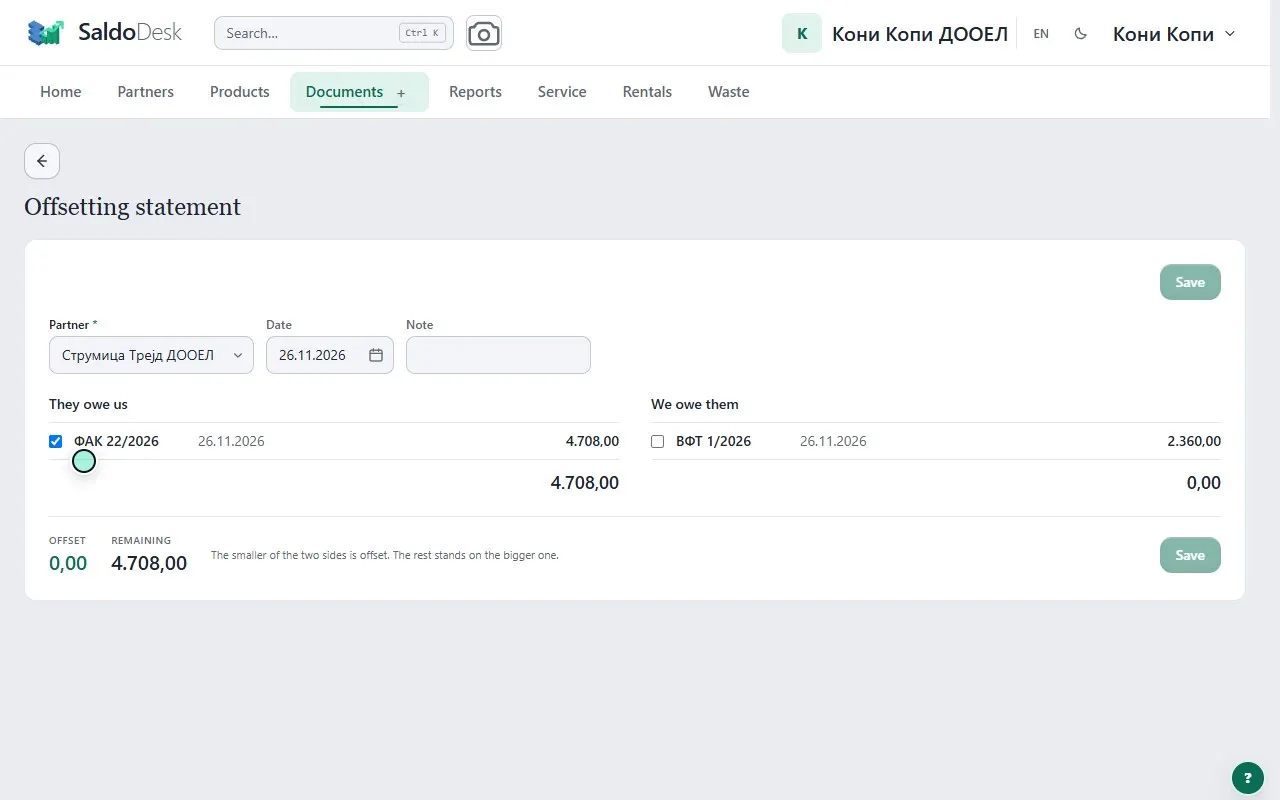 SaldoDesk
Search...
Ctrl K
K
Кони Копи ДООЕЛ
EN
Кони Копи
Home
Partners
Products
Documents +
Reports
Service
Rentals
Waste
Offsetting statement
Save
Partner *
Date
Note
Струмица Трејд ДООЕЛ
26.11.2026
They owe us
We owe them
ФАК 22/2026 26.11.2026 4.708,00
ВФТ 1/2026 26.11.2026 2.360,00
4.708,00
0,00
OFFSET
REMAINING
0,00
4.708,00
The smaller of the two sides is offset. The rest stands on the bigger one.
Save
?